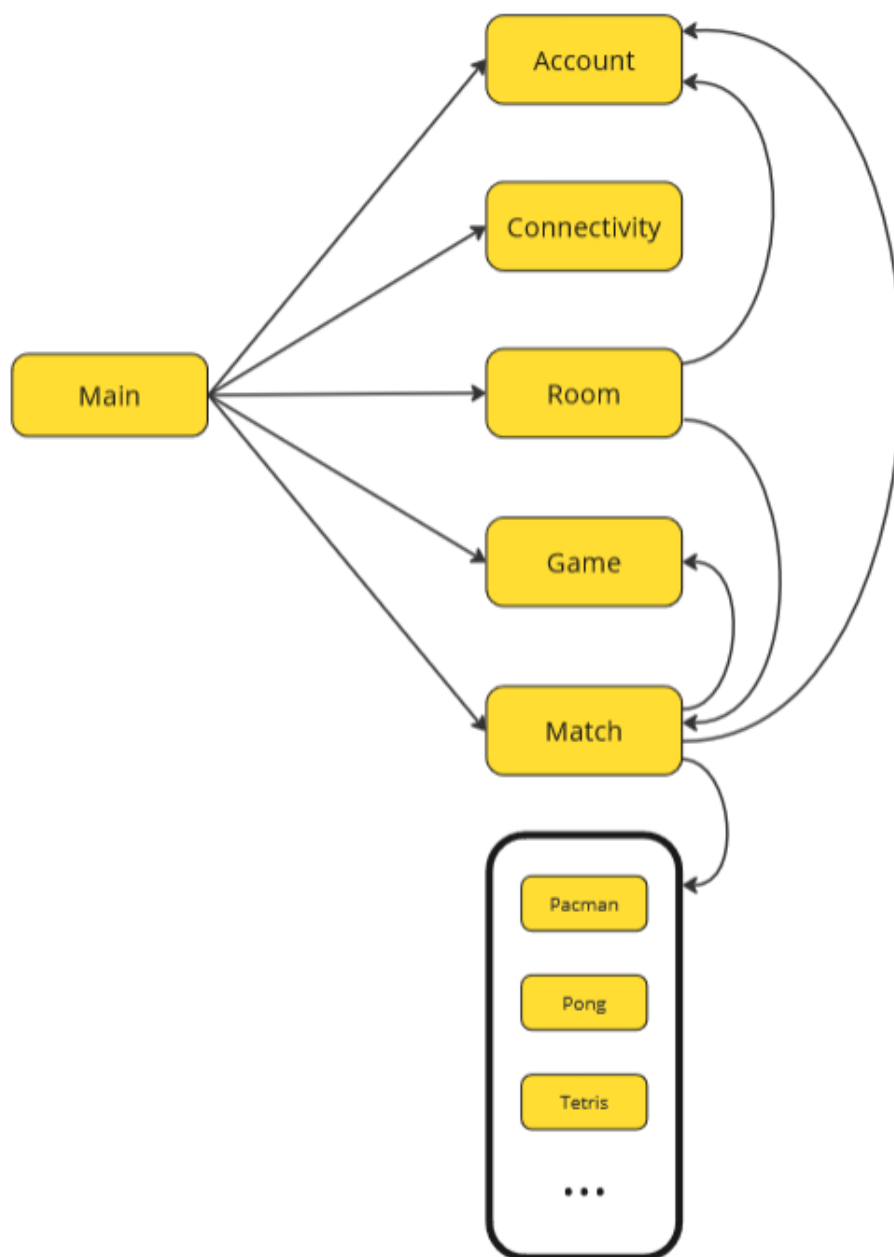 Account
Connectivity
Main
Room
Game
Match
Pacman
Pong
Tetris
...